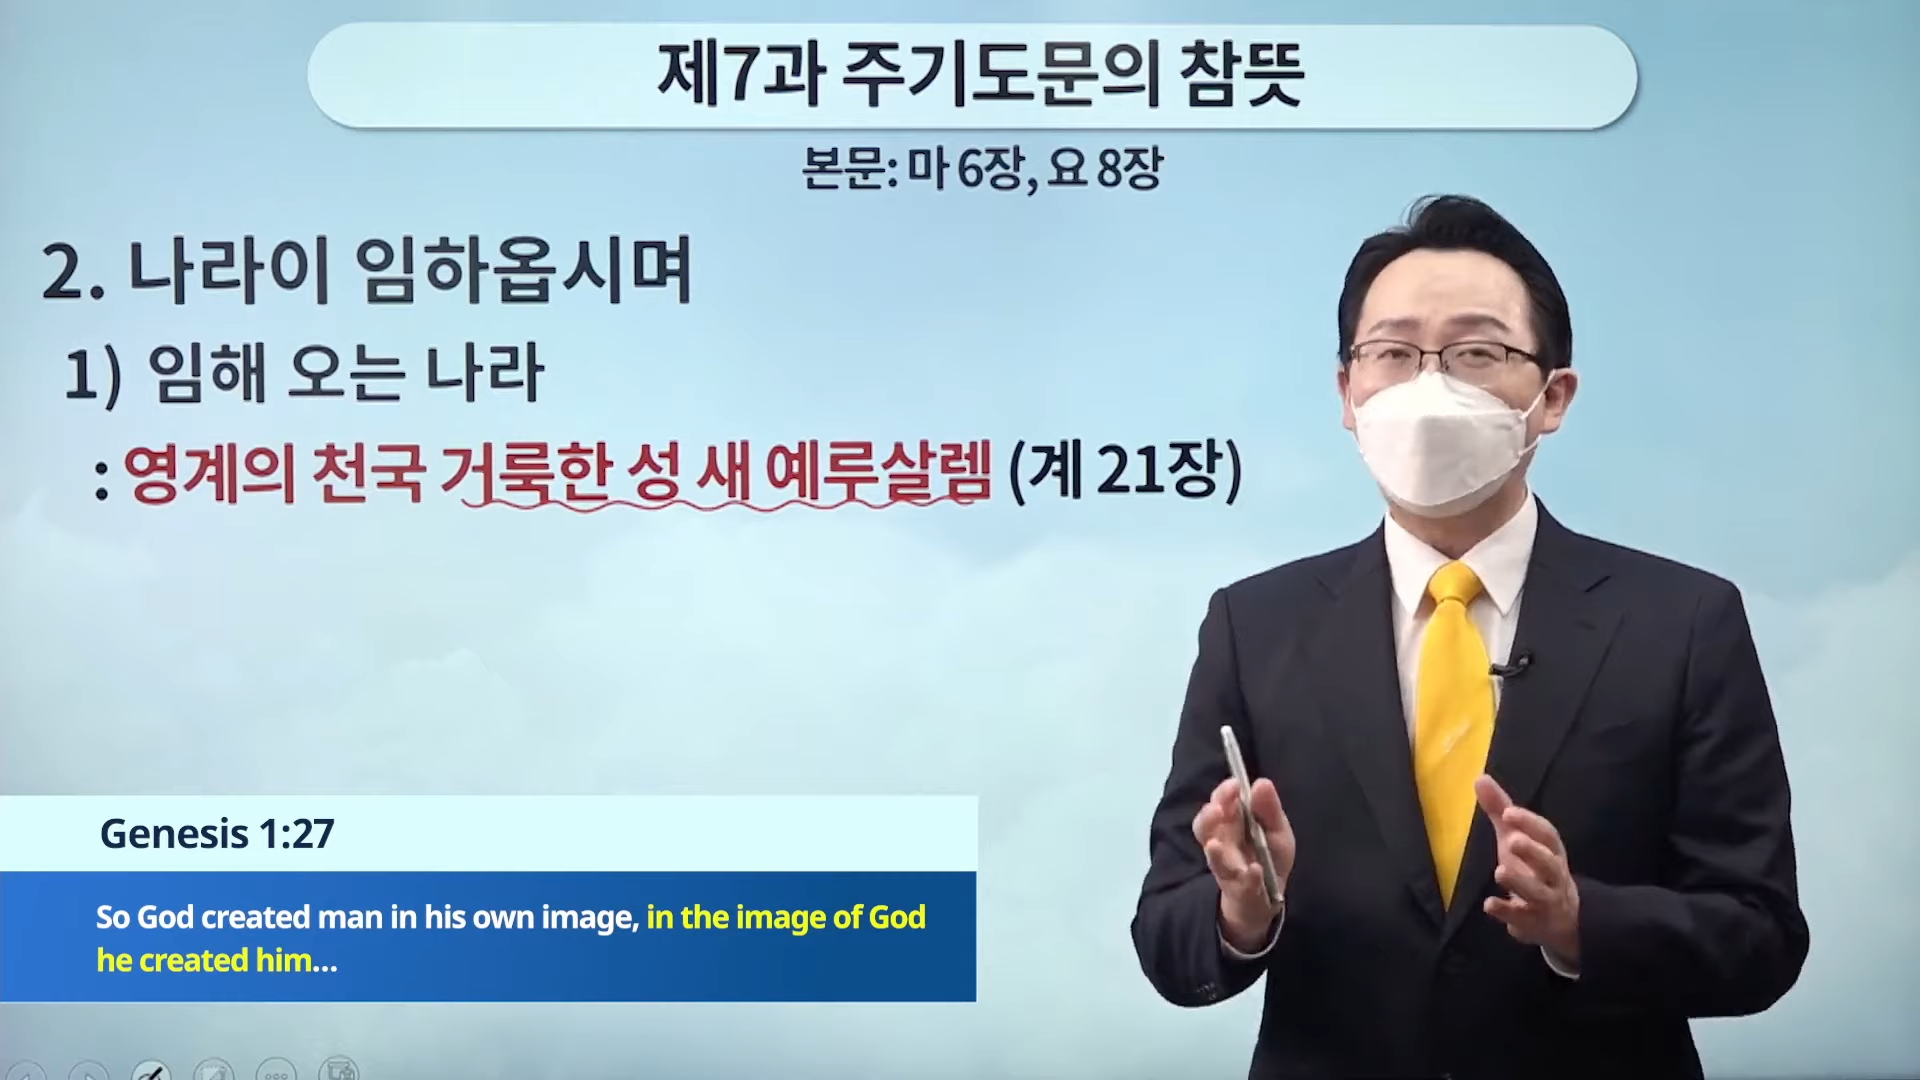 제7과 주기도문의 참뜻
본문: 마 6장, 요 8장
2. 나라이 임하옵시며
1) 임해 오는 나라
: 영계의 천국 거룩한 성 새 예루살렘 (계 21장)
Genesis 1:27
So God created man in his own image, in the image of God
he created him...